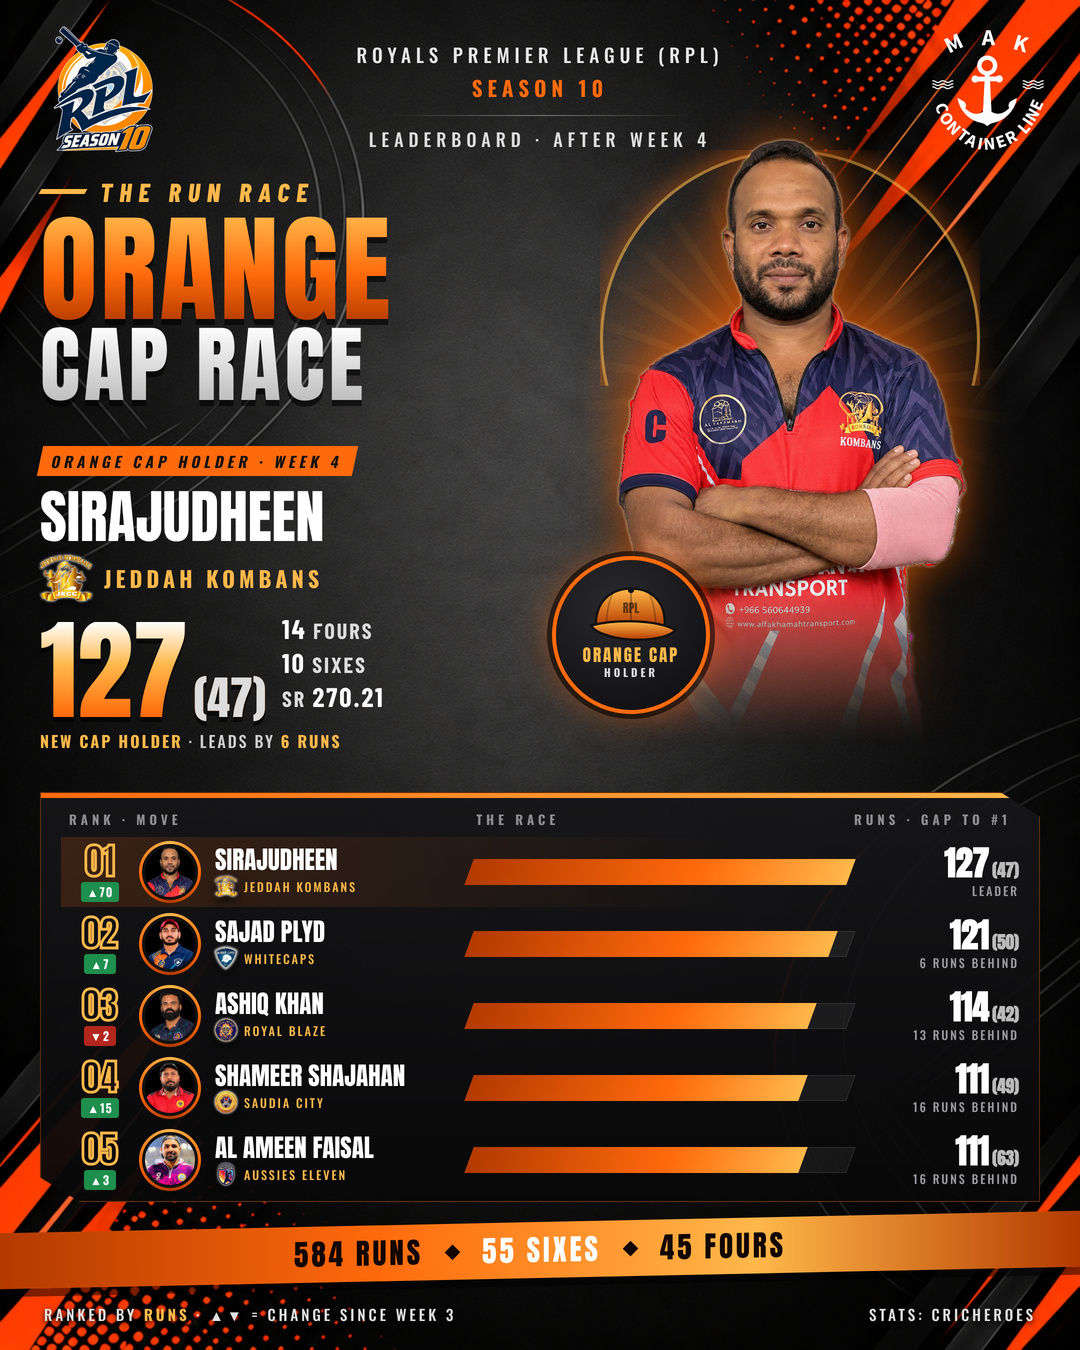 RPL
SEASON 10
ROYALS PREMIER LEAGUE (RPL)
SEASON 10
LEADERBOARD · AFTER WEEK 4
MAK
CONTAINER LINE
THE RUN RACE
ORANGE
CAP RACE
ORANGE CAP HOLDER · WEEK 4
SIRAJUDHEEN
JEDDAH KOMBANS
127 (47)
14 FOURS
10 SIXES
SR 270.21
NEW CAP HOLDER · LEADS BY 6 RUNS
C
KOMBANS
TRANSPORT
+966 560644939
www.alfakhamahtransport.com
RPL
ORANGE CAP
HOLDER
RANK · MOVE THE RACE RUNS · GAP TO #1
01 SIRAJUDHEEN 127 (47)
▲70 JEDDAH KOMBANS LEADER
02 SAJAD PLYD 121 (50)
▲7 WHITECAPS 6 RUNS BEHIND
03 ASHIQ KHAN 114 (42)
▼2 ROYAL BLAZE 13 RUNS BEHIND
04 SHAMEER SHAJAHAN 111 (49)
▲15 SAUDIA CITY 16 RUNS BEHIND
05 AL AMEEN FAISAL 111 (63)
▲3 AUSSIES ELEVEN 16 RUNS BEHIND
584 RUNS ◆ 55 SIXES ◆ 45 FOURS
RANKED BY RUNS · ▲▼ = CHANGE SINCE WEEK 3
STATS: CRICHEROES